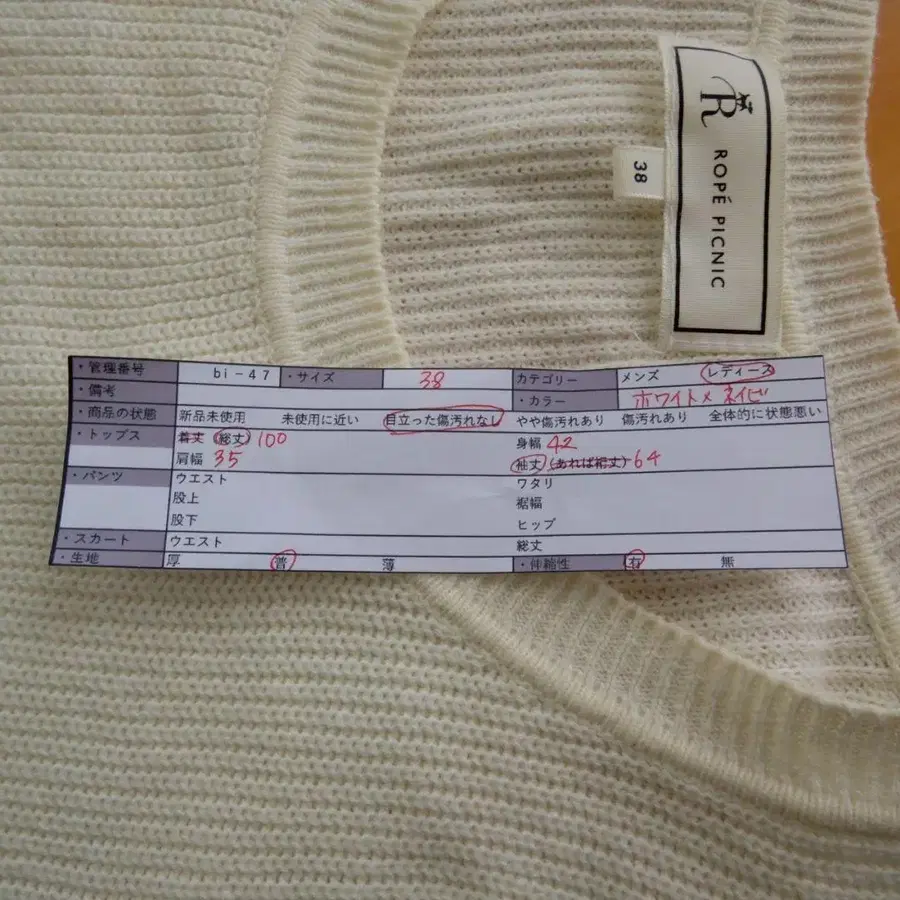 R
ROPÉ PICNIC
38
・管理番号 bi-47 ・サイズ 38 カテゴリー メンズ レディース
・備考 ・カラー ホワイト×ネイビ
・商品の状態 新品未使用 未使用に近い 目立った傷汚れなし やや傷汚れあり 傷汚れあり 全体的に状態悪い
・トップス 着丈 (総丈) 100 身幅 42
肩幅 35 袖丈 (あれば裄丈) 64
・パンツ ウエスト ワタリ
股上 裾幅
股下 ヒップ
・スカート ウエスト 総丈
・生地 厚 普 薄 ・伸縮性 有 無